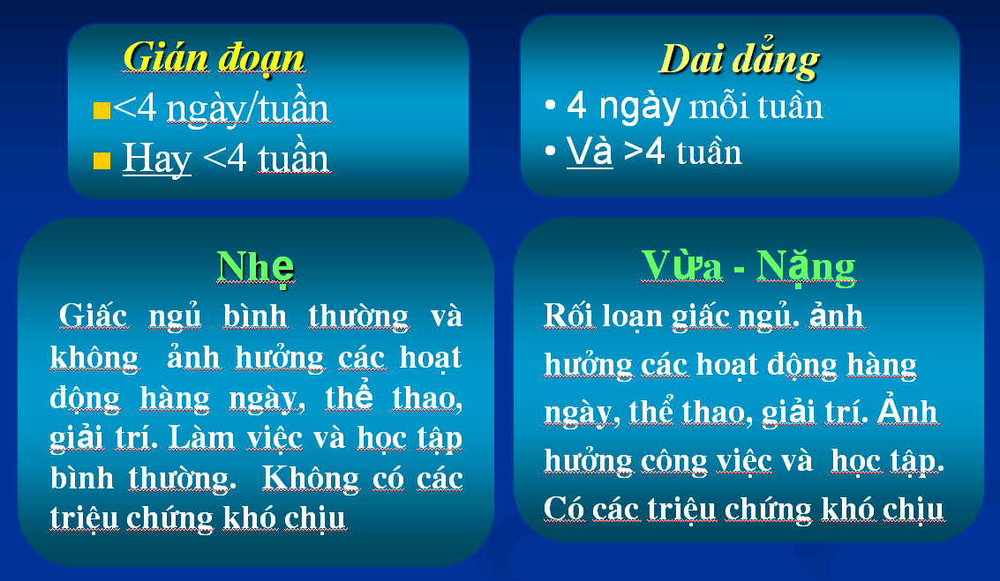 Gián đoạn
<4 ngày/tuần
Hay <4 tuần
Dai dẳng
• 4 ngày mỗi tuần
• Và >4 tuần
Nhẹ
Giấc ngủ bình thường và
không ảnh hưởng các hoạt
động hàng ngày, thể thao,
giải trí. Làm việc và học tập
bình thường. Không có các
triệu chứng khó chịu
Vừa - Nặng
Rối loạn giấc ngủ. ảnh
hưởng các hoạt động hàng
ngày, thể thao, giải trí. Ảnh
hưởng công việc và học tập.
Có các triệu chứng khó chịu